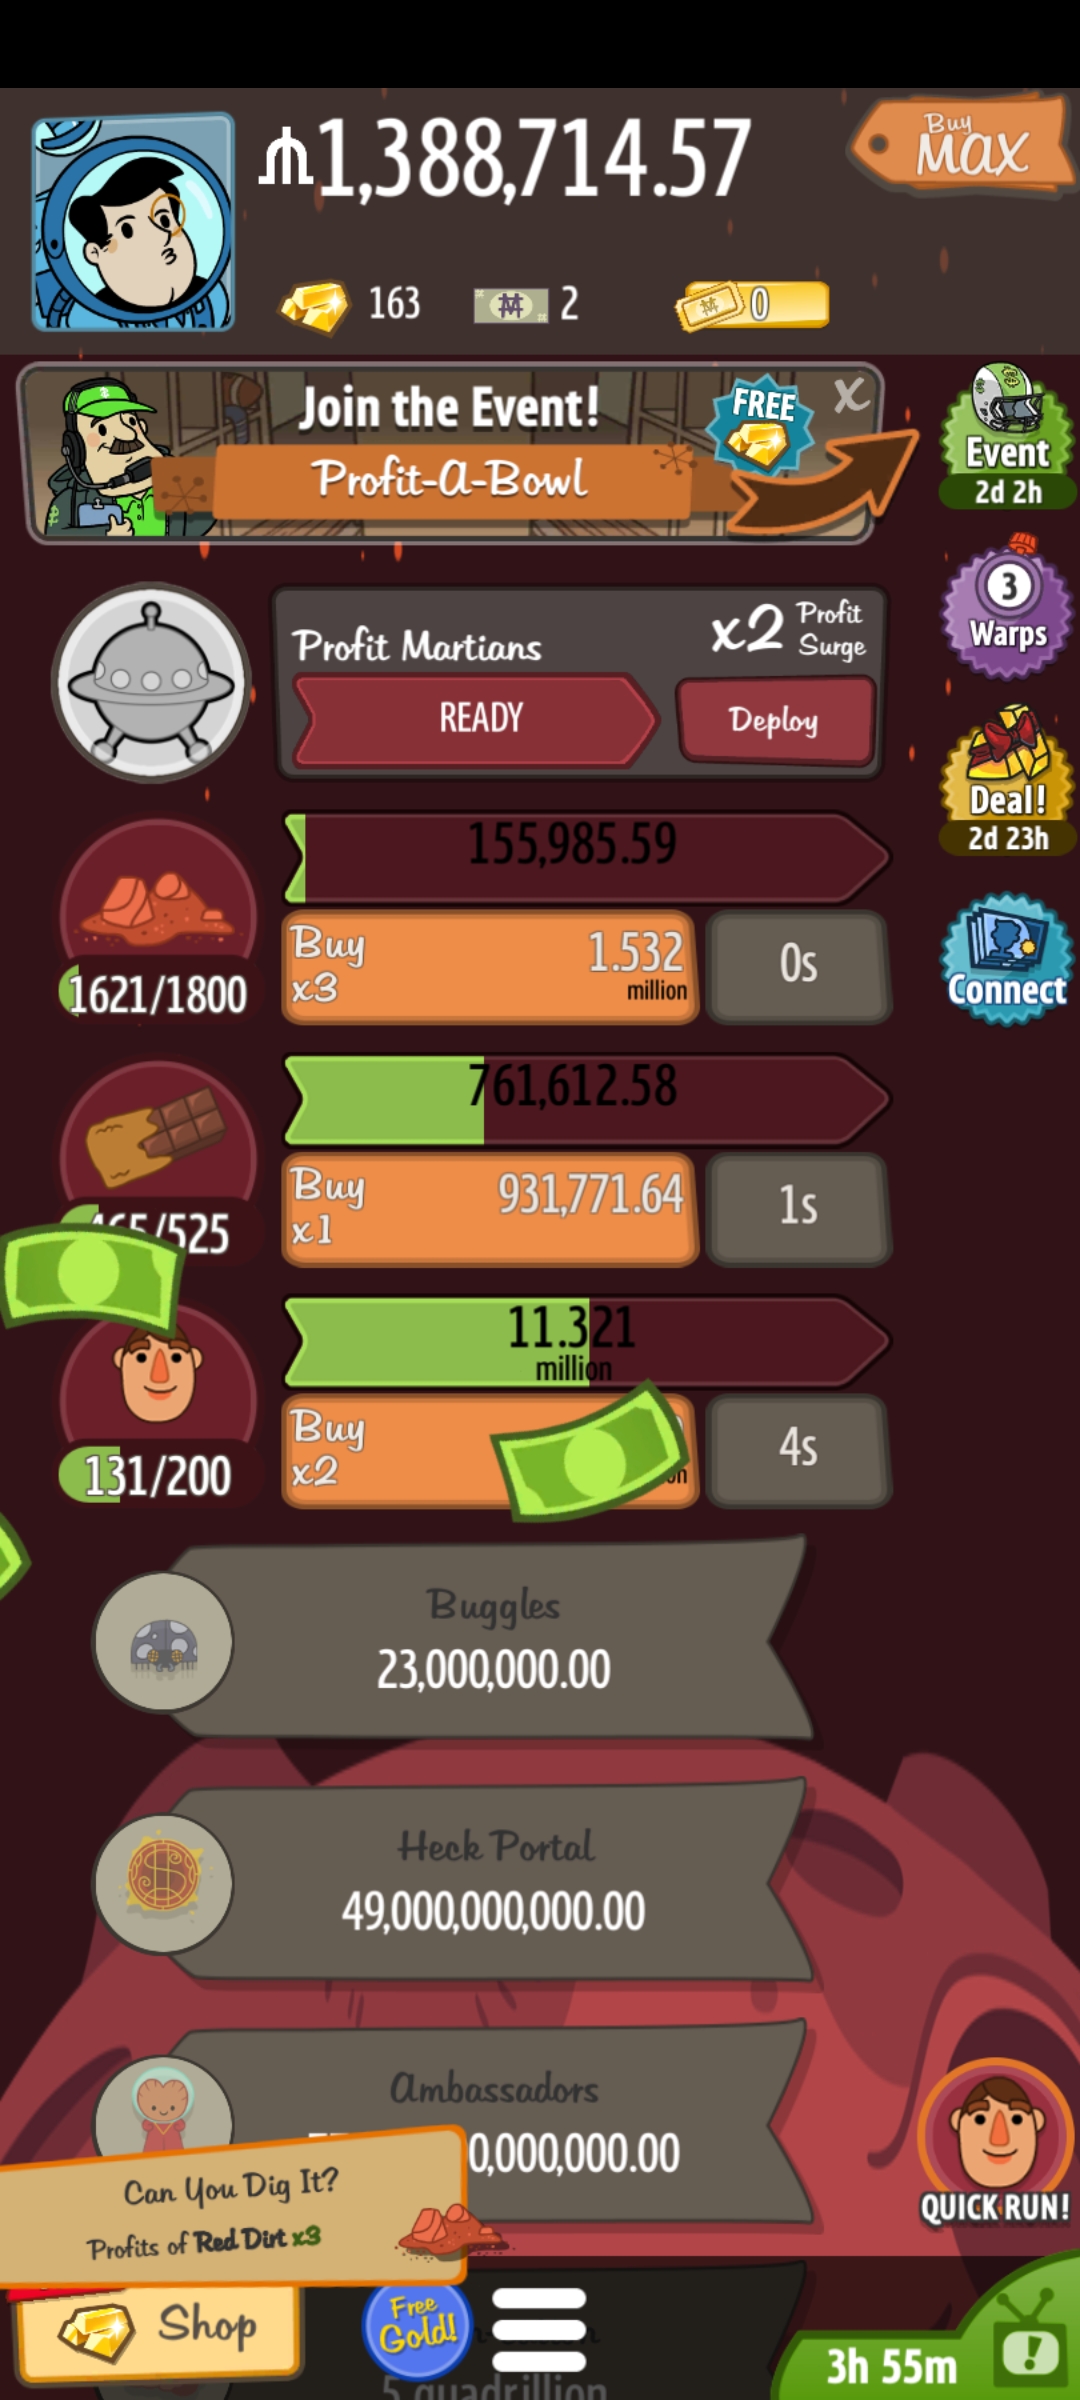 ₼1,388,714.57
Buy
MAX
163
2
0
Join the Event!
FREE
X
Profit-A-Bowl
Event
2d 2h
3
Warps
Profit Martians
x2 Profit Surge
READY
Deploy
Deal!
2d 23h
155,985.59
1621/1800
Buy
x3
1.532
million
0s
Connect
761,612.58
465/525
Buy
x1
931,771.64
1s
11.321
million
131/200
Buy
x2
4s
Buggles
23,000,000.00
Heck Portal
49,000,000,000.00
Ambassadors
0,000,000.00
QUICK RUN!
Can You Dig It?
Profits of Red Dirt x3
Shop
Free
Gold!
3h 55m
5 quadrillion